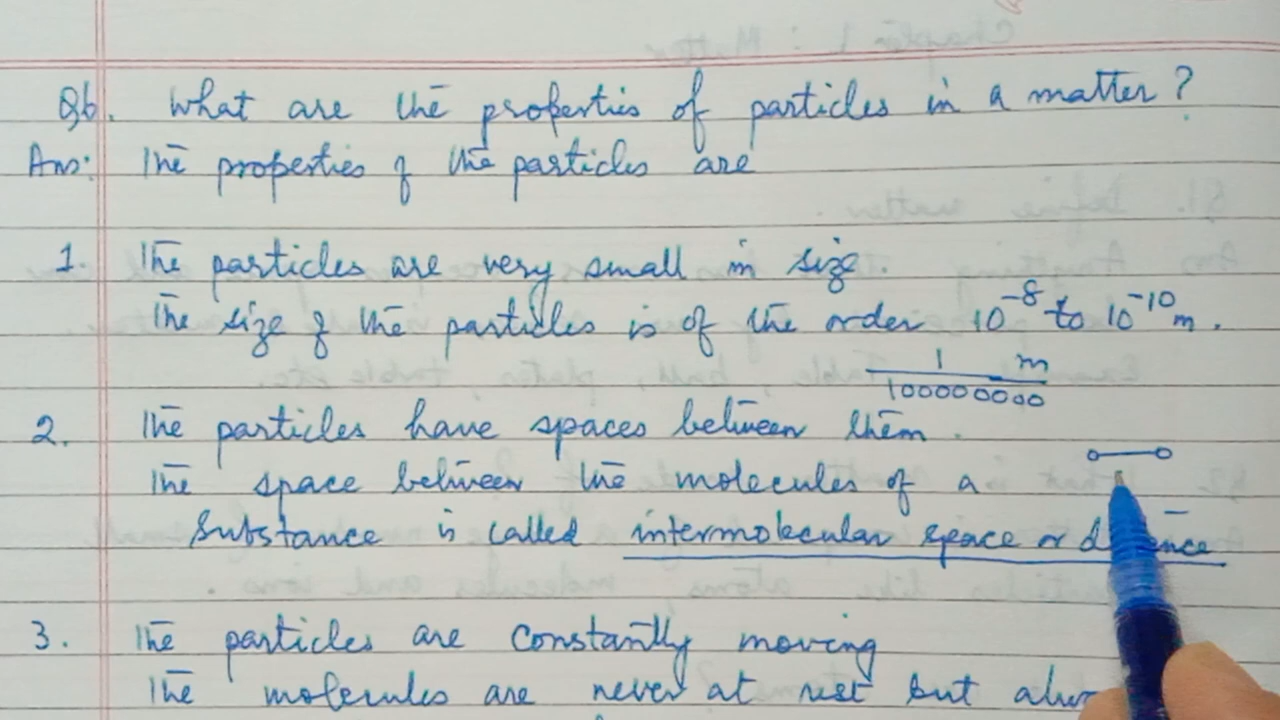 Chapter 1 : Matter
Q6. What are the properties of particles in a matter ?
Ans: The properties of the particles are
1. The particles are very small in size.
The size of the particles is of the order 10⁻⁸ to 10⁻¹⁰ m.
1 m
100000000
2. The particles have spaces between them.
The space between the molecules of a
substance is called intermolecular space or
3. The particles are constantly moving
The molecules are never at rest but